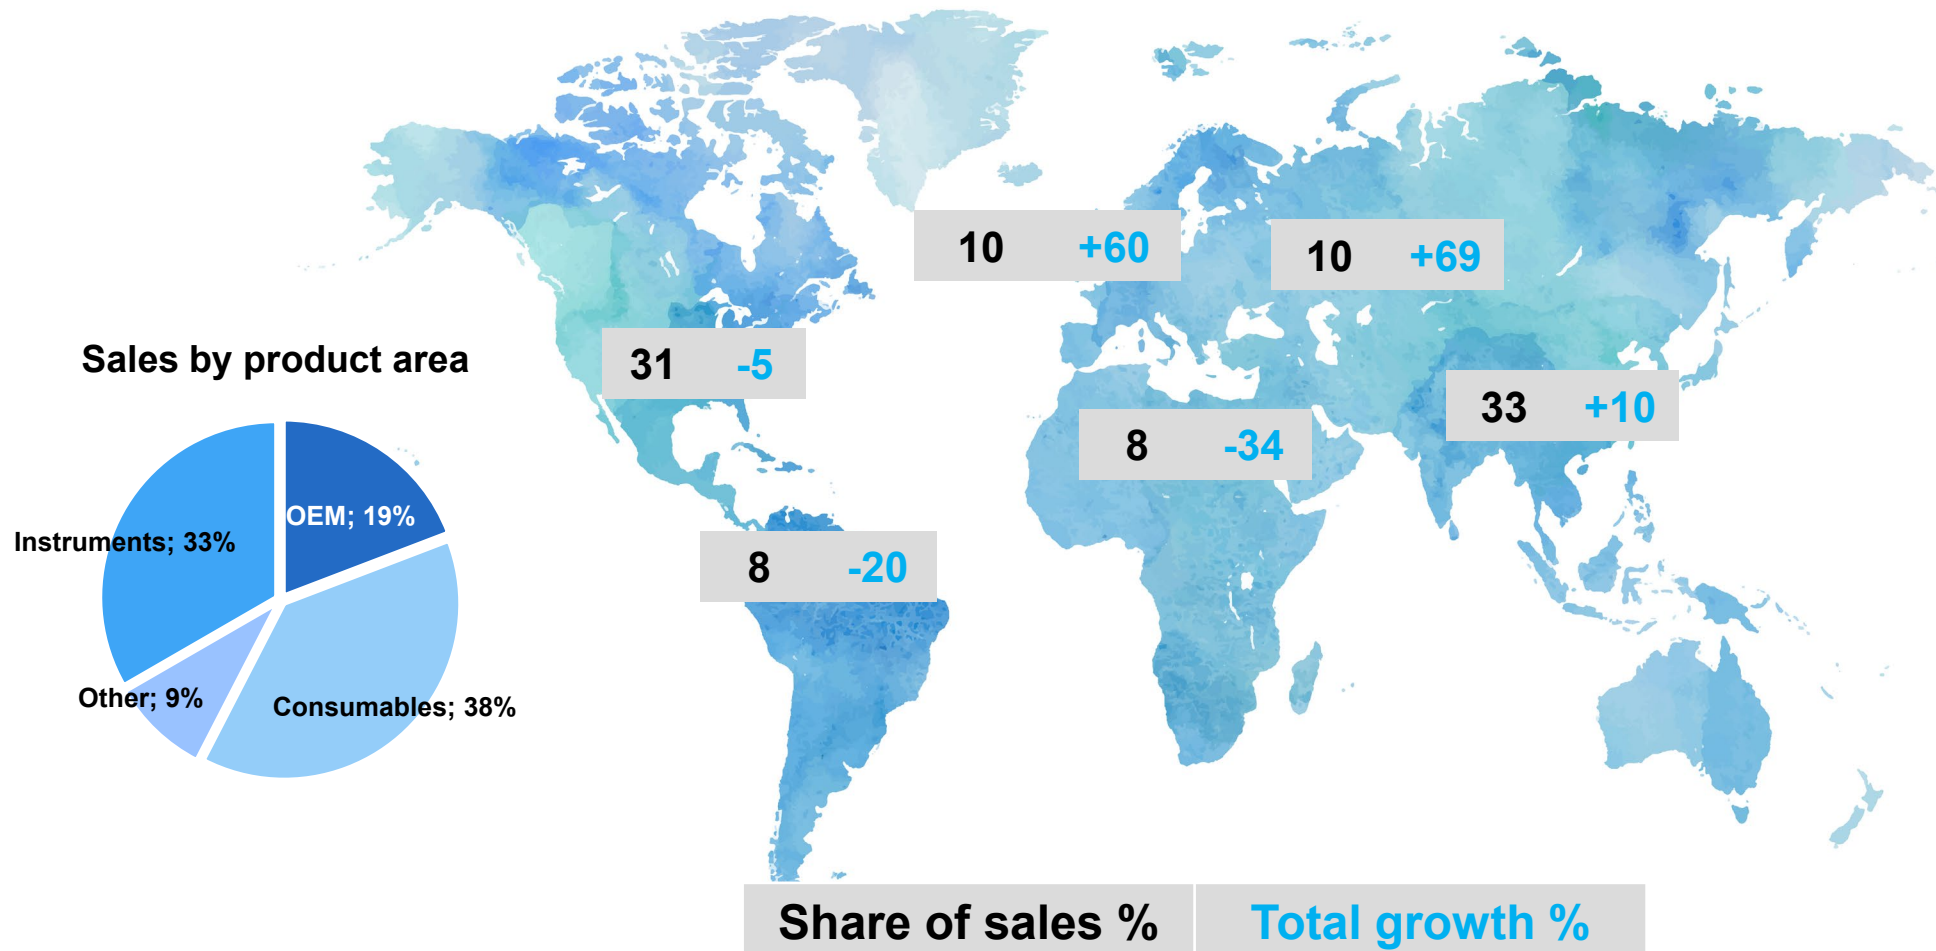 10 +60
10 +69
31 -5
Sales by product area
33 +10
8 -34
OEM; 19%
Instruments; 33%
8 -20
Other; 9%
Consumables; 38%
Share of sales % Total growth %